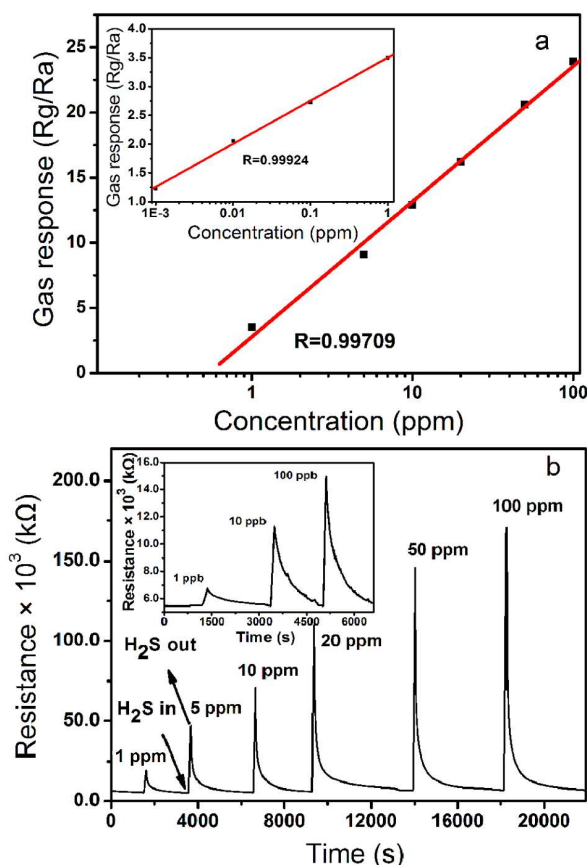 a
Gas response (Rg/Ra)
25
20
15
10
5
0
1
10
100
Concentration (ppm)
R=0.99709
Gas response (Rg/Ra)
4.0
3.5
3.0
2.5
2.0
1.5
1.0
1E-3
0.01
0.1
1
Concentration (ppm)
R=0.99924
b
Resistance × 10³ (kΩ)
200.0
150.0
100.0
50.0
0.0
0
4000
8000
12000
16000
20000
Time (s)
1 ppm
H₂S in
H₂S out
5 ppm
10 ppm
20 ppm
50 ppm
100 ppm
Resistance × 10³ (kΩ)
16.0
14.0
12.0
10.0
8.0
6.0
0
1500
3000
4500
6000
Time (s)
1 ppb
10 ppb
100 ppb